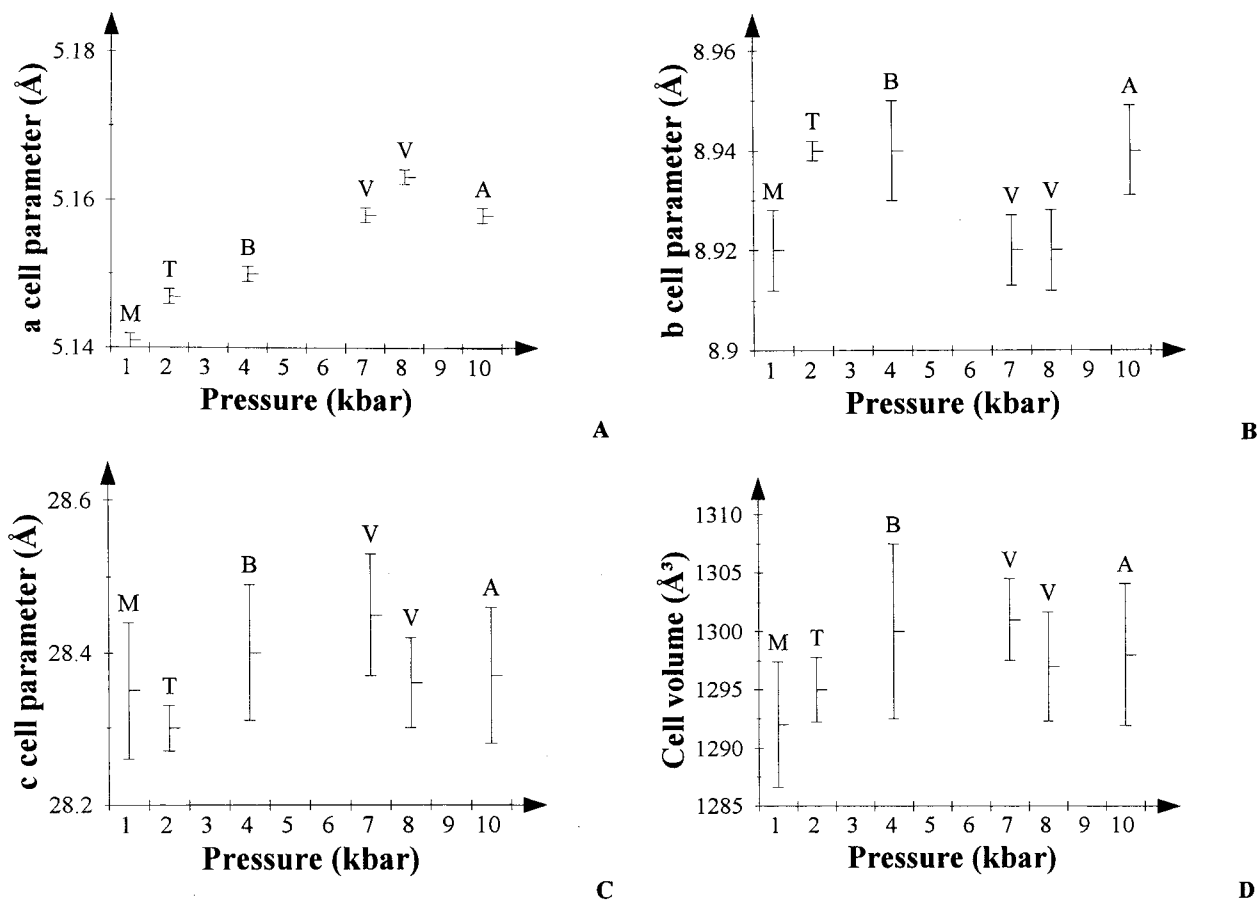 5.18
5.16
5.14
a cell parameter (Å)
M
T
B
V
V
A
1 2 3 4 5 6 7 8 9 10
Pressure (kbar)
A
8.96
8.94
8.92
8.9
b cell parameter (Å)
M
T
B
V
V
A
1 2 3 4 5 6 7 8 9 10
Pressure (kbar)
B
28.6
28.4
28.2
c cell parameter (Å)
M
T
B
V
V
A
1 2 3 4 5 6 7 8 9 10
Pressure (kbar)
C
1310
1305
1300
1295
1290
1285
Cell volume (Å³)
M
T
B
V
V
A
1 2 3 4 5 6 7 8 9 10
Pressure (kbar)
D